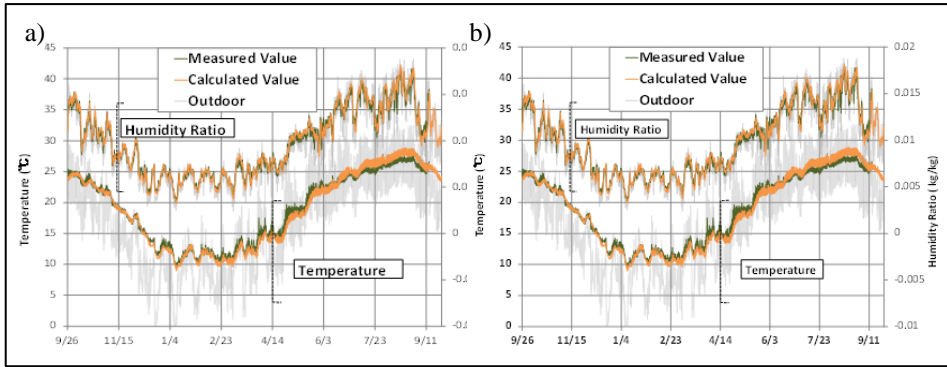 a)
45
40
35
30
25
20
15
10
5
0
Temperature (℃)
Measured Value
Calculated Value
Outdoor
Humidity Ratio
Temperature
0
9/26 11/15 1/4 2/23 4/14 6/3 7/23 9/11
b)
45
40
35
30
25
20
15
10
5
0
Temperature (℃)
Measured Value
Calculated Value
Outdoor
Humidity Ratio
Temperature
0.02
0.015
0.01
0.005
0
-0.005
-0.01
Humidity Ratio ( kg/kg)
9/26 11/15 1/4 2/23 4/14 6/3 7/23 9/11